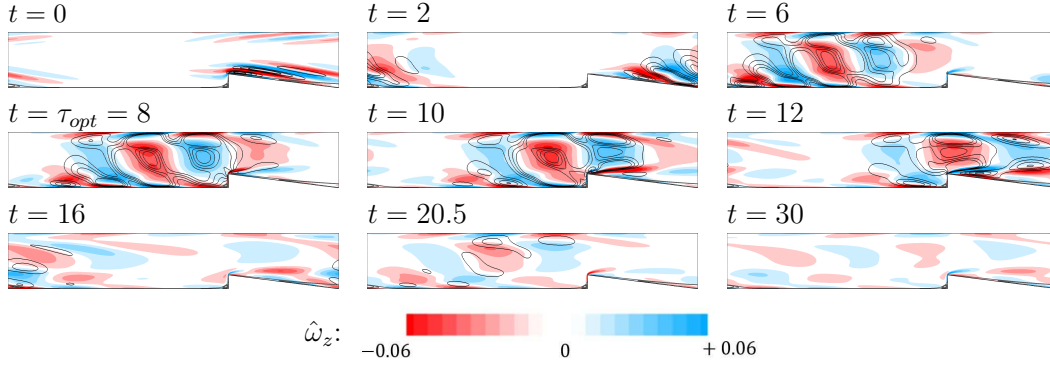 t = 0 t = 2 t = 6
t = τ_opt = 8 t = 10 t = 12
t = 16 t = 20.5 t = 30
ω̂_z:
−0.06 0 + 0.06